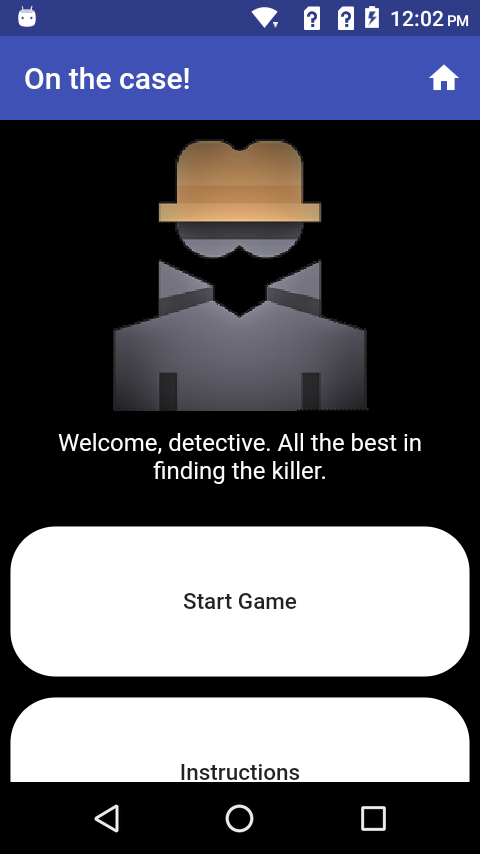 12:02 PM
On the case!
Welcome, detective. All the best in
finding the killer.
Start Game
Instructions